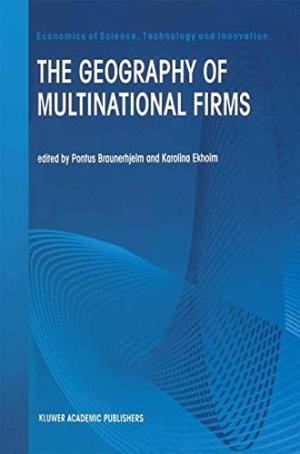 Economics of Science, Technology and Innovation
THE GEOGRAPHY OF
MULTINATIONAL FIRMS
edited by Pontus Braunerhjelm and Karolina Ekholm
KLUWER ACADEMIC PUBLISHERS